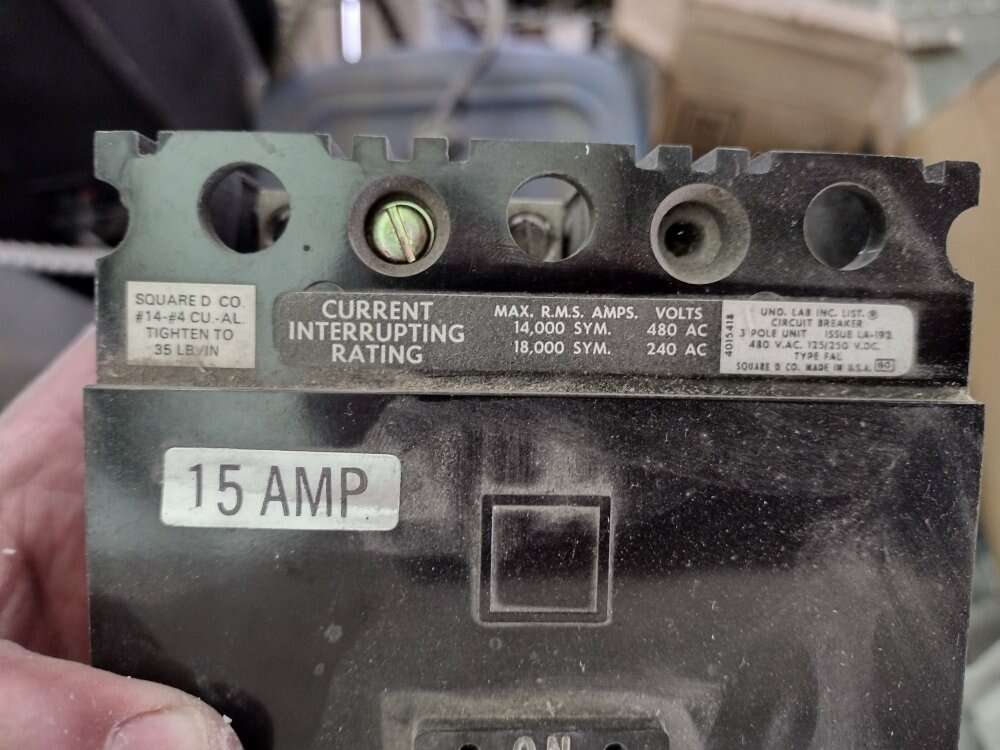 SQUARE D CO.
#14-#4 CU.-AL.
TIGHTEN TO
35 LB./IN
CURRENT
INTERRUPTING
RATING
MAX. R.M.S. AMPS. VOLTS
14,000 SYM. 480 AC
18,000 SYM. 240 AC
4015418
UND. LAB INC. LIST.®
CIRCUIT BREAKER
3 POLE UNIT ISSUE LA-192
480 V.AC. 125/250 V.DC.
TYPE FAL
SQUARE D CO. MADE IN U.S.A.
15 AMP
ON